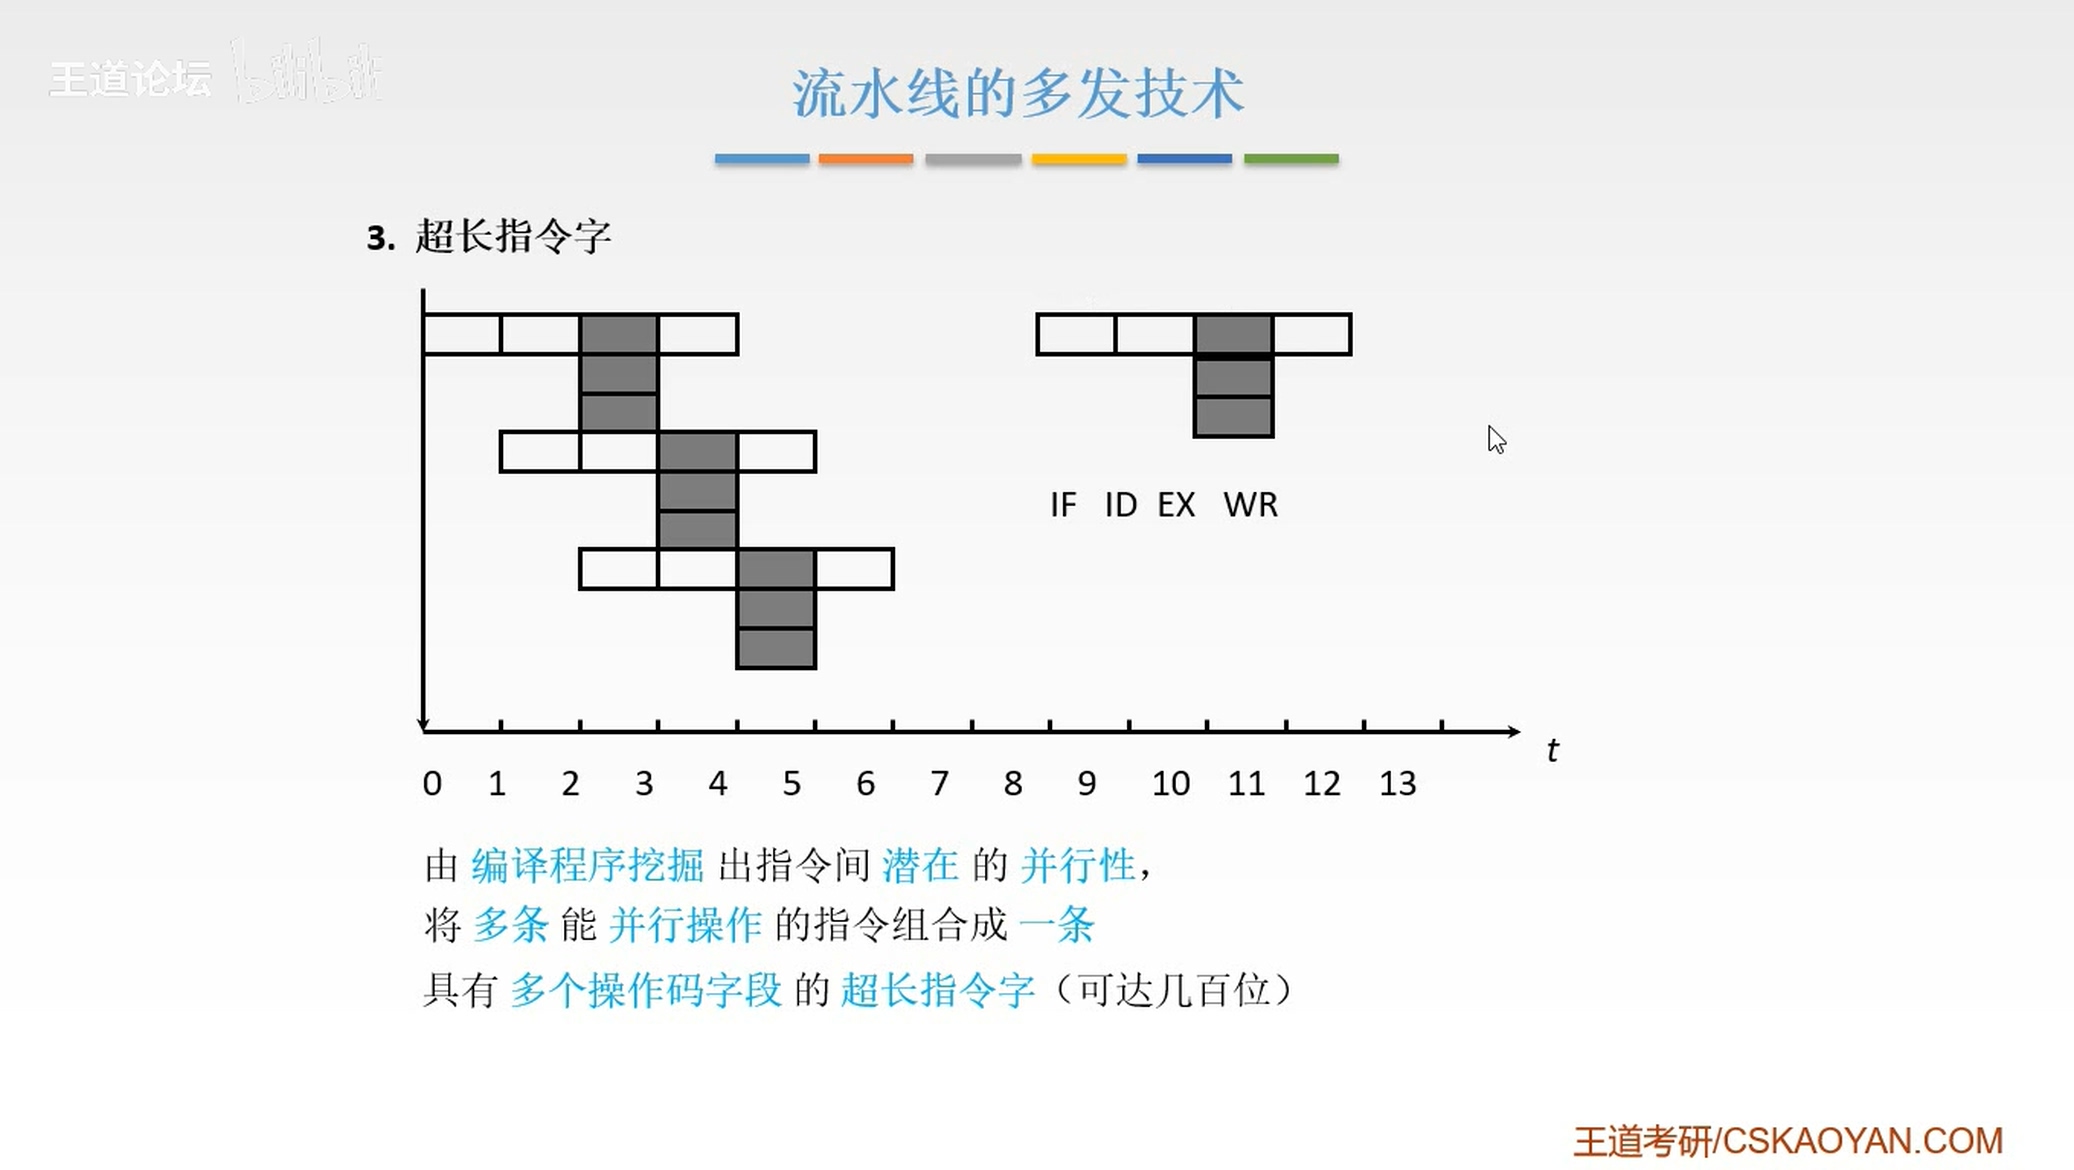 王道论坛 bilibili
流水线的多发技术
3. 超长指令字
IF ID EX WR
t
0 1 2 3 4 5 6 7 8 9 10 11 12 13
由 编译程序挖掘 出指令间 潜在 的 并行性，
将 多条 能 并行操作 的指令组合成 一条
具有 多个操作码字段 的 超长指令字（可达几百位）
王道考研/CSKAOYAN.COM